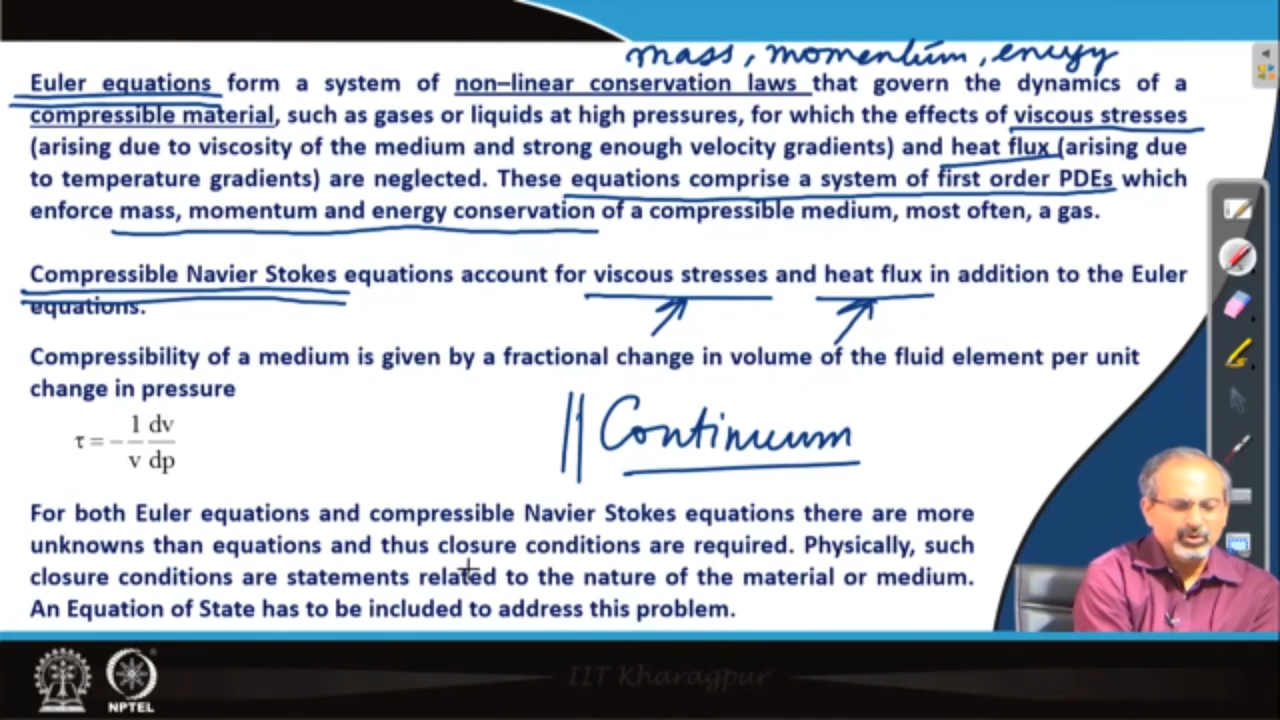 mass, momentum, energy
Euler equations form a system of non–linear conservation laws that govern the dynamics of a
compressible material, such as gases or liquids at high pressures, for which the effects of viscous stresses
(arising due to viscosity of the medium and strong enough velocity gradients) and heat flux (arising due
to temperature gradients) are neglected. These equations comprise a system of first order PDEs which
enforce mass, momentum and energy conservation of a compressible medium, most often, a gas.
Compressible Navier Stokes equations account for viscous stresses and heat flux in addition to the Euler
equations.
Compressibility of a medium is given by a fractional change in volume of the fluid element per unit
change in pressure
τ = - 1/v dv/dp
Continuum
For both Euler equations and compressible Navier Stokes equations there are more
unknowns than equations and thus closure conditions are required. Physically, such
closure conditions are statements related to the nature of the material or medium.
An Equation of State has to be included to address this problem.
NPTEL
IIT Kharagpur